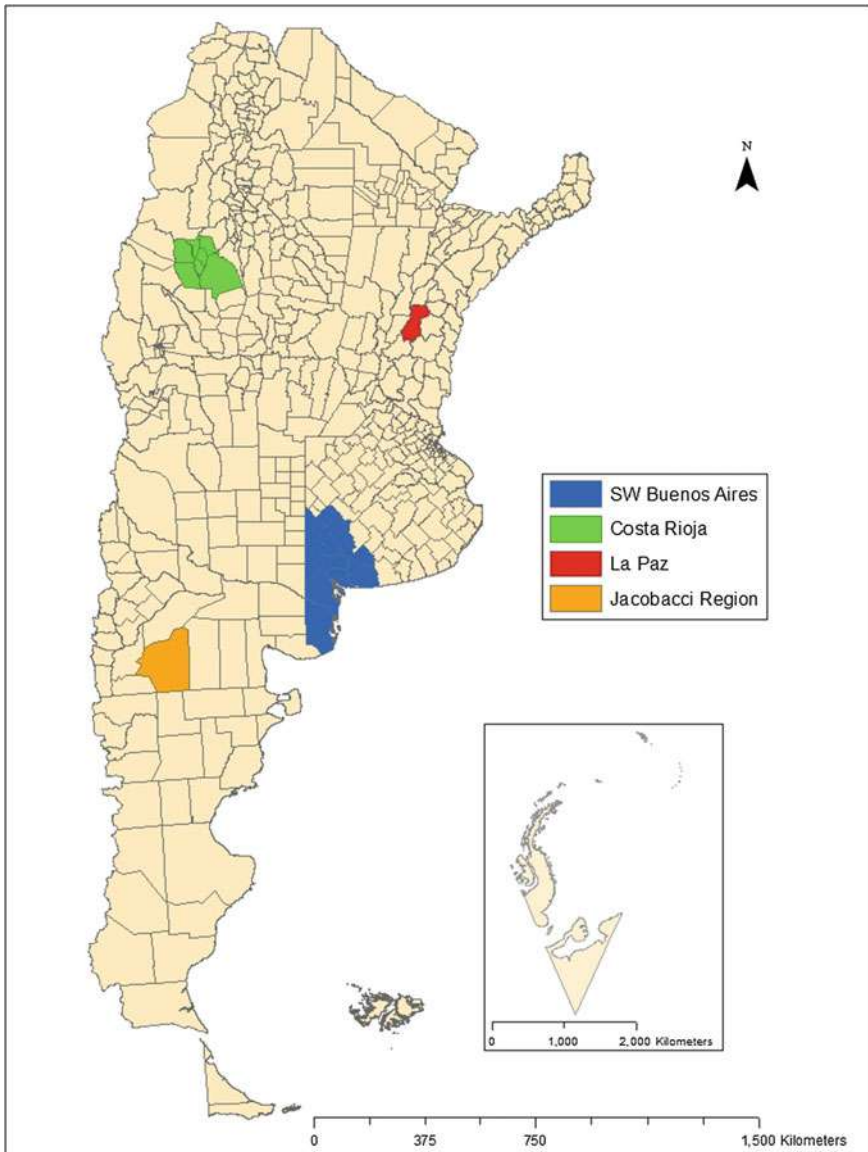 N
SW Buenos Aires
Costa Rioja
La Paz
Jacobacci Region
0 1,000 2,000 Kilometers
0 375 750 1,500 Kilometers